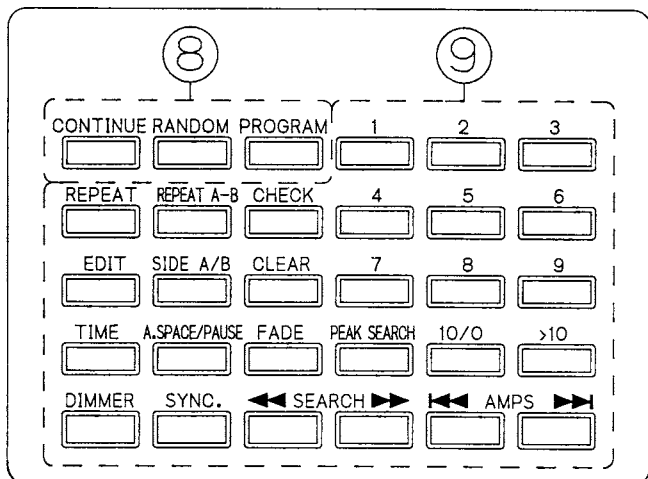 8 9
CONTINUE RANDOM PROGRAM 1 2 3
REPEAT REPEAT A-B CHECK 4 5 6
EDIT SIDE A/B CLEAR 7 8 9
TIME A.SPACE/PAUSE FADE PEAK SEARCH 10/0 >10
DIMMER SYNC. ◀◀ SEARCH ▶▶ |◀◀ AMPS ▶▶|